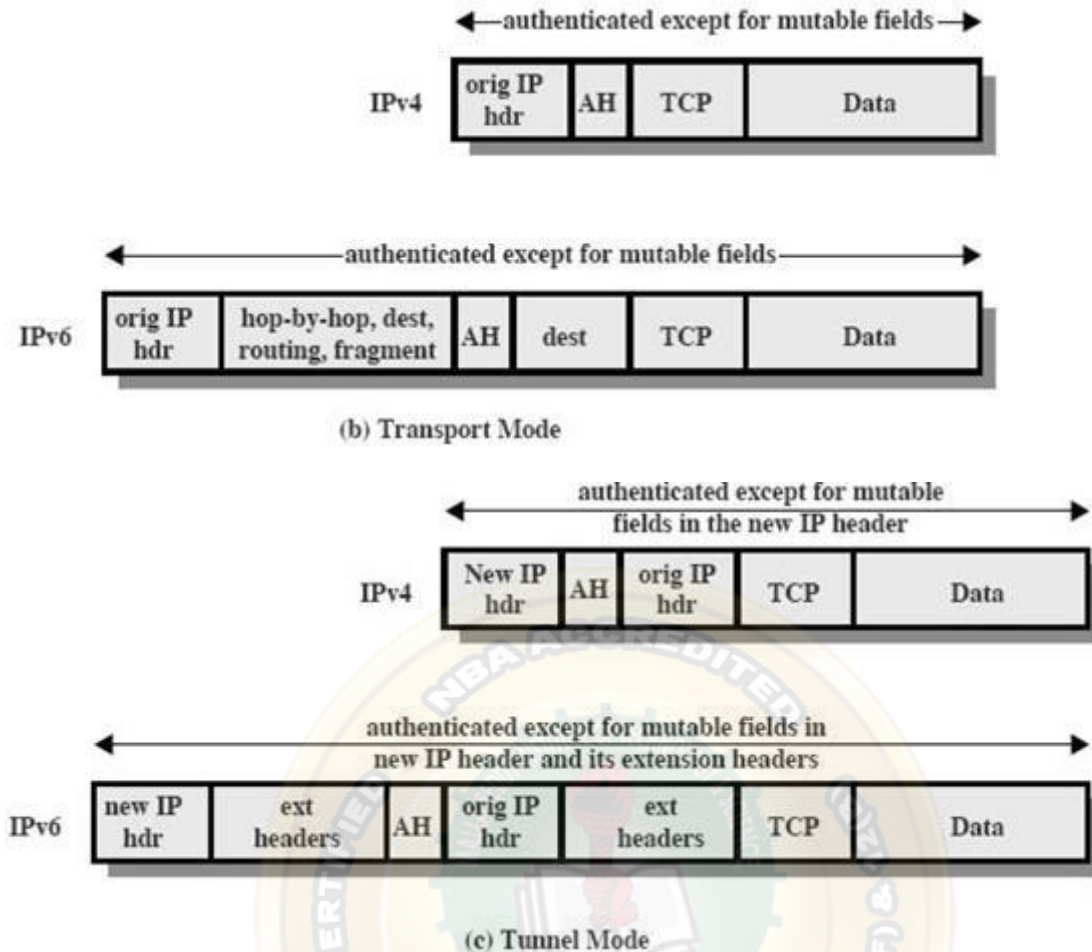 authenticated except for mutable fields
IPv4
orig IP
hdr
AH
TCP
Data
authenticated except for mutable fields
IPv6
orig IP
hdr
hop-by-hop, dest,
routing, fragment
AH
dest
TCP
Data
(b) Transport Mode
authenticated except for mutable
fields in the new IP header
IPv4
New IP
hdr
AH
orig IP
hdr
TCP
Data
authenticated except for mutable fields in
new IP header and its extension headers
IPv6
new IP
hdr
ext
headers
AH
orig IP
hdr
ext
headers
TCP
Data
(c) Tunnel Mode
NBA ACCREDITED